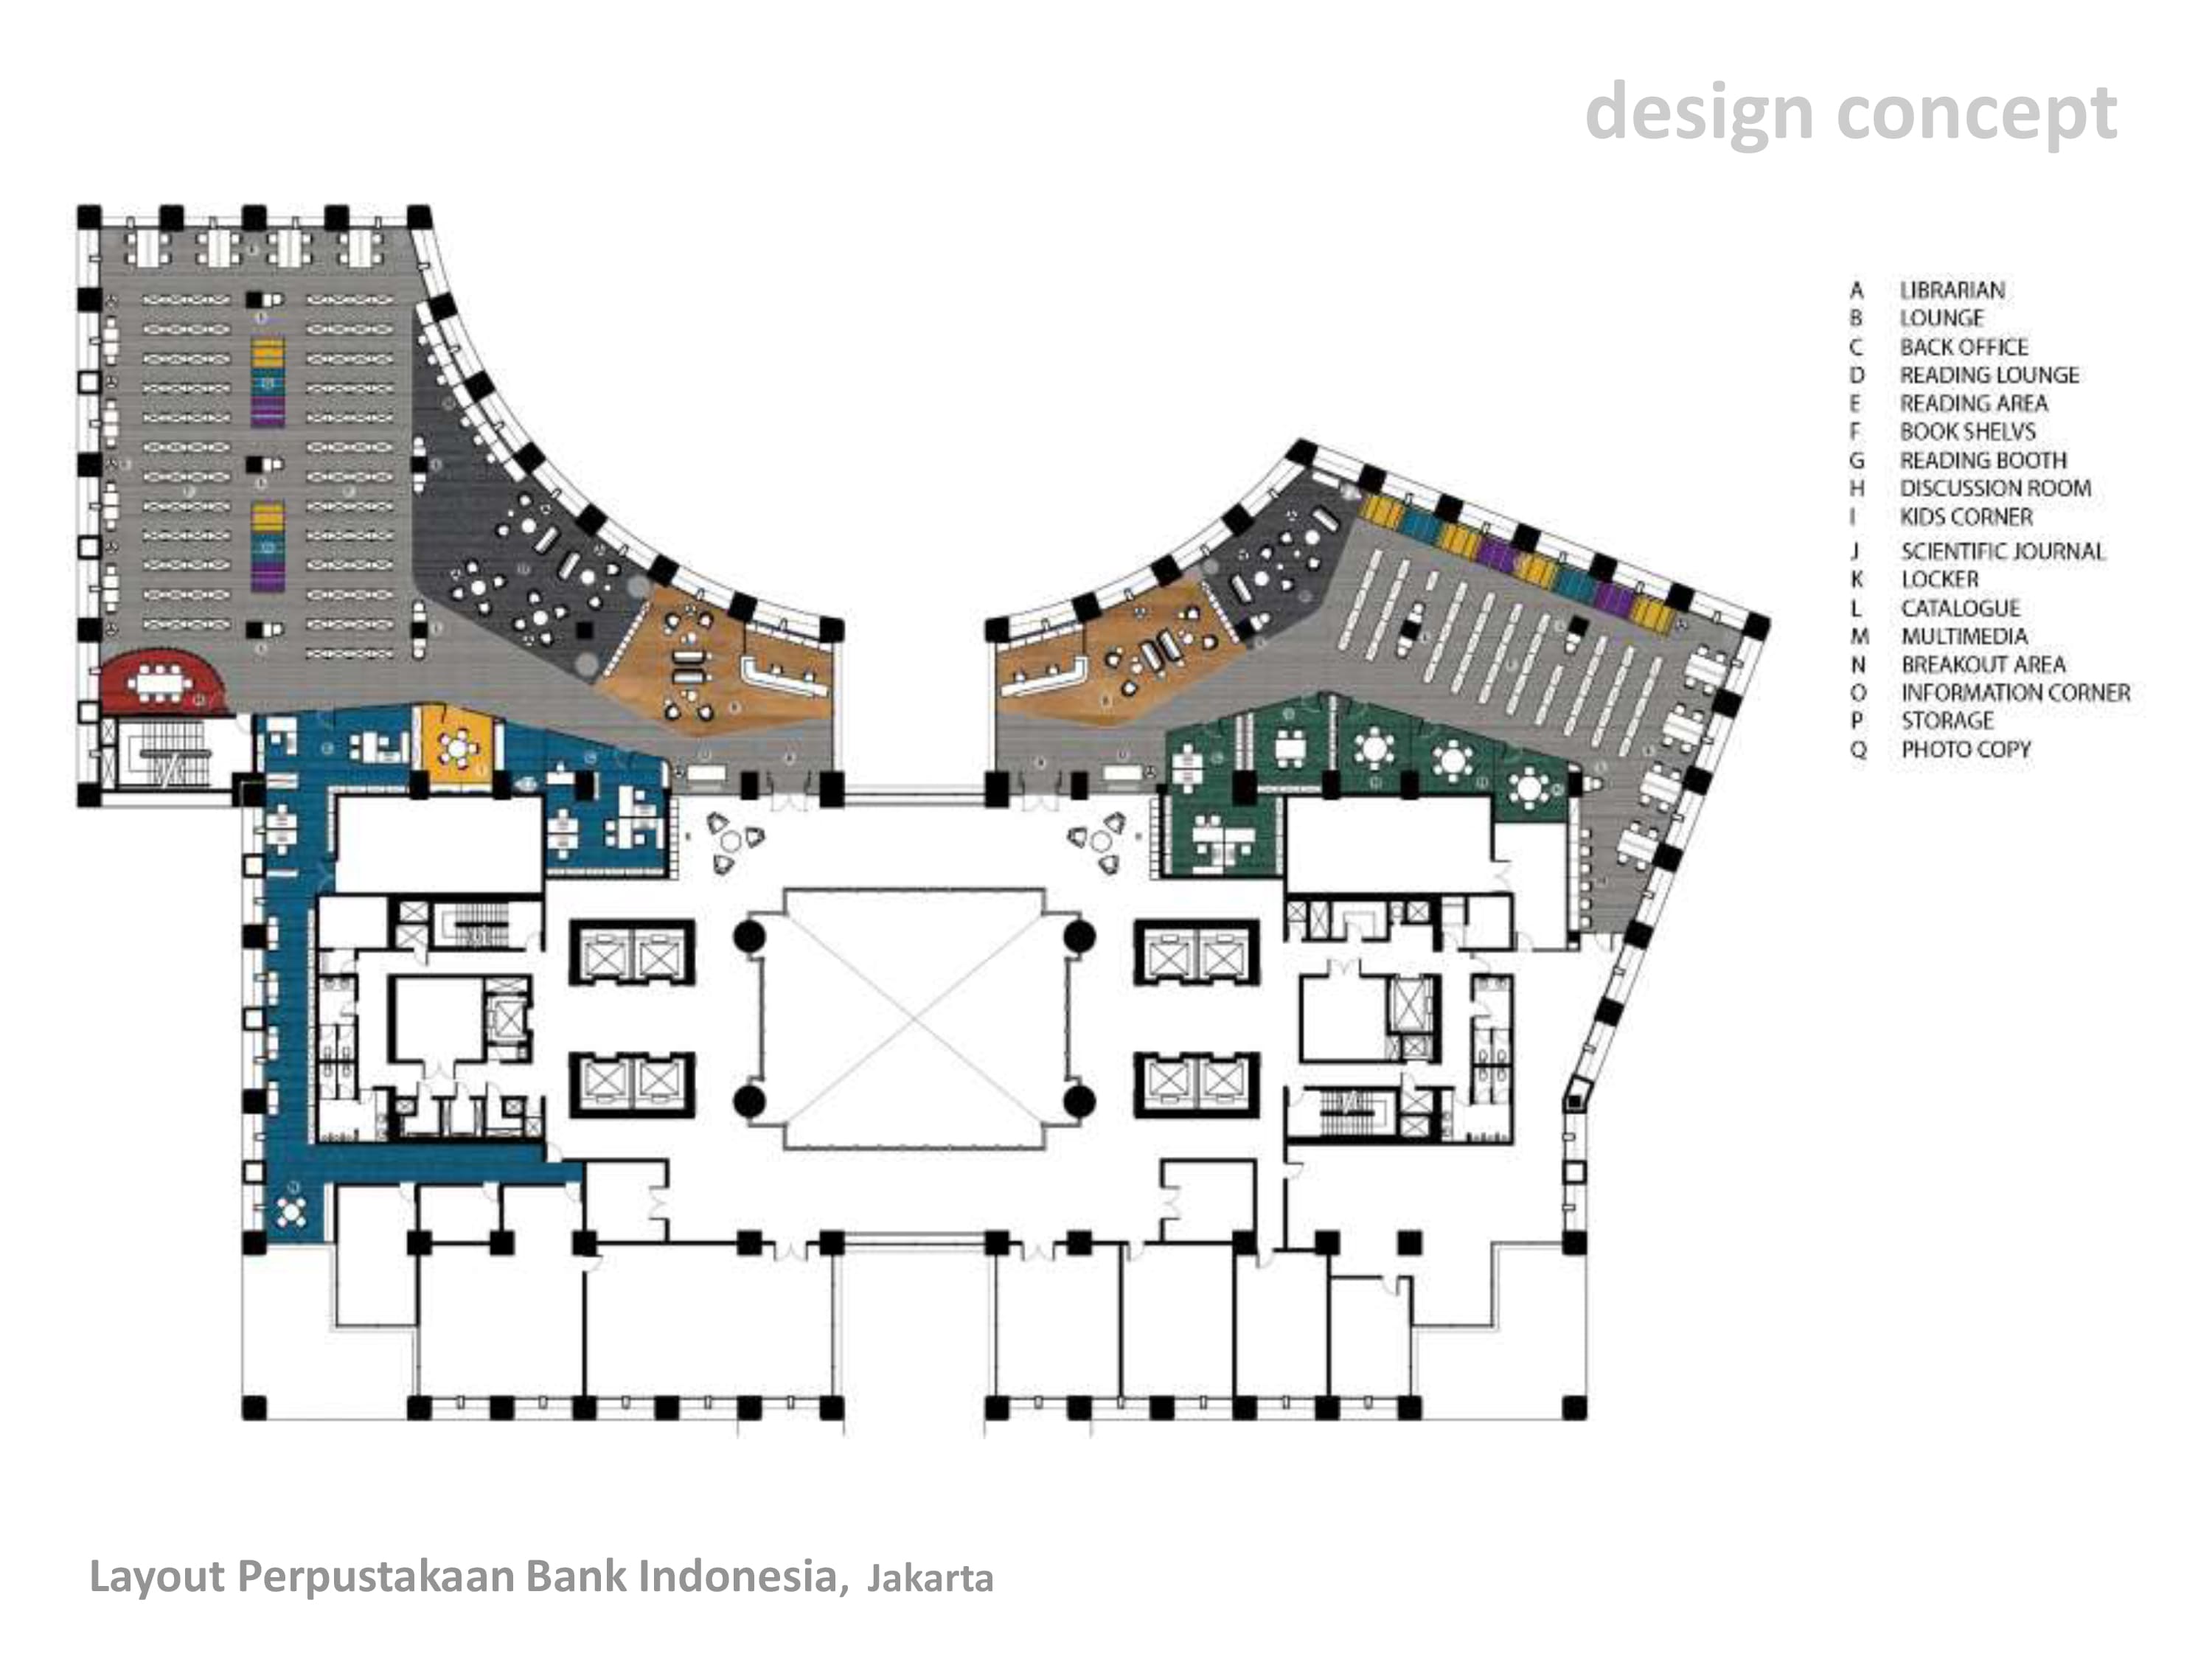 design concept
A LIBRARIAN
B LOUNGE
C BACK OFFICE
D READING LOUNGE
E READING AREA
F BOOK SHELVS
G READING BOOTH
H DISCUSSION ROOM
I KIDS CORNER
J SCIENTIFIC JOURNAL
K LOCKER
L CATALOGUE
M MULTIMEDIA
N BREAKOUT AREA
O INFORMATION CORNER
P STORAGE
Q PHOTO COPY
Layout Perpustakaan Bank Indonesia, Jakarta